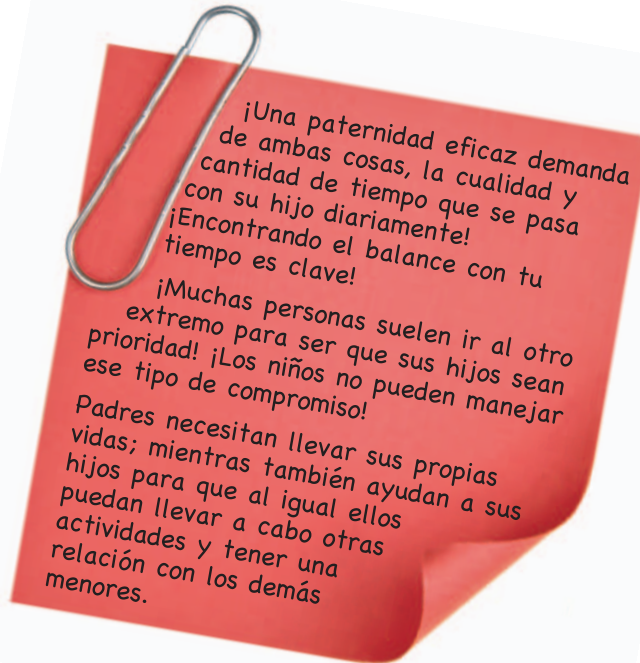 ¡Una paternidad eficaz demanda
de ambas cosas, la cualidad y
cantidad de tiempo que se pasa
con su hijo diariamente!
¡Encontrando el balance con tu
tiempo es clave!
¡Muchas personas suelen ir al otro
extremo para ser que sus hijos sean
prioridad! ¡Los niños no pueden manejar
ese tipo de compromiso!
Padres necesitan llevar sus propias
vidas; mientras también ayudan a sus
hijos para que al igual ellos
puedan llevar a cabo otras
actividades y tener una
relación con los demás
menores.